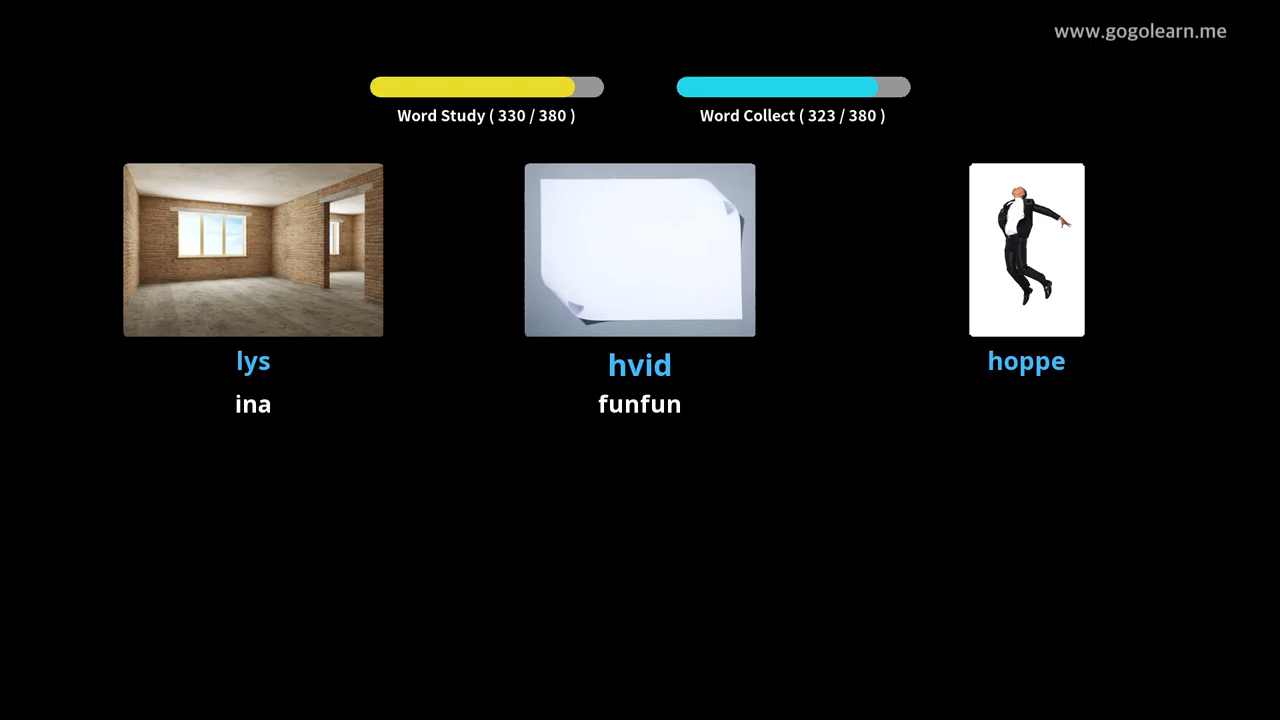 www.gogolearn.me
Word Study ( 330 / 380 )
Word Collect ( 323 / 380 )
lys
hvid
hoppe
ina
funfun